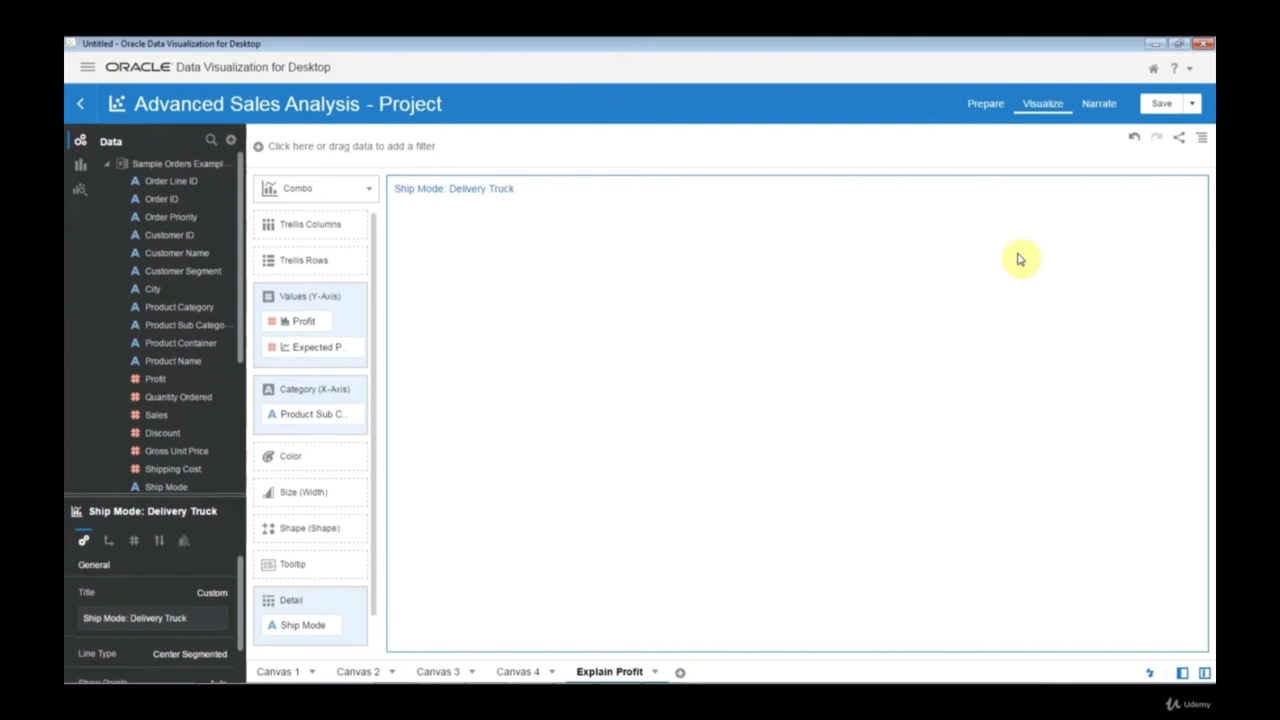 Untitled - Oracle Data Visualization for Desktop
ORACLE Data Visualization for Desktop
?
Advanced Sales Analysis - Project
Prepare
Visualize
Narrate
Save
Data
Click here or drag data to add a filter
Sample Orders Exampl...
Order Line ID
Order ID
Order Priority
Customer ID
Customer Name
Customer Segment
City
Product Category
Product Sub Catego...
Product Container
Product Name
Profit
Quantity Ordered
Sales
Discount
Gross Unit Price
Shipping Cost
Ship Mode
Ship Mode: Delivery Truck
General
Title Custom
Ship Mode: Delivery Truck
Line Type Center Segmented
Combo
Trellis Columns
Trellis Rows
Values (Y-Axis)
Profit
Expected P...
Category (X-Axis)
Product Sub C...
Color
Size (Width)
Shape (Shape)
Tooltip
Detail
Ship Mode
Ship Mode: Delivery Truck
Canvas 1
Canvas 2
Canvas 3
Canvas 4
Explain Profit
Udemy